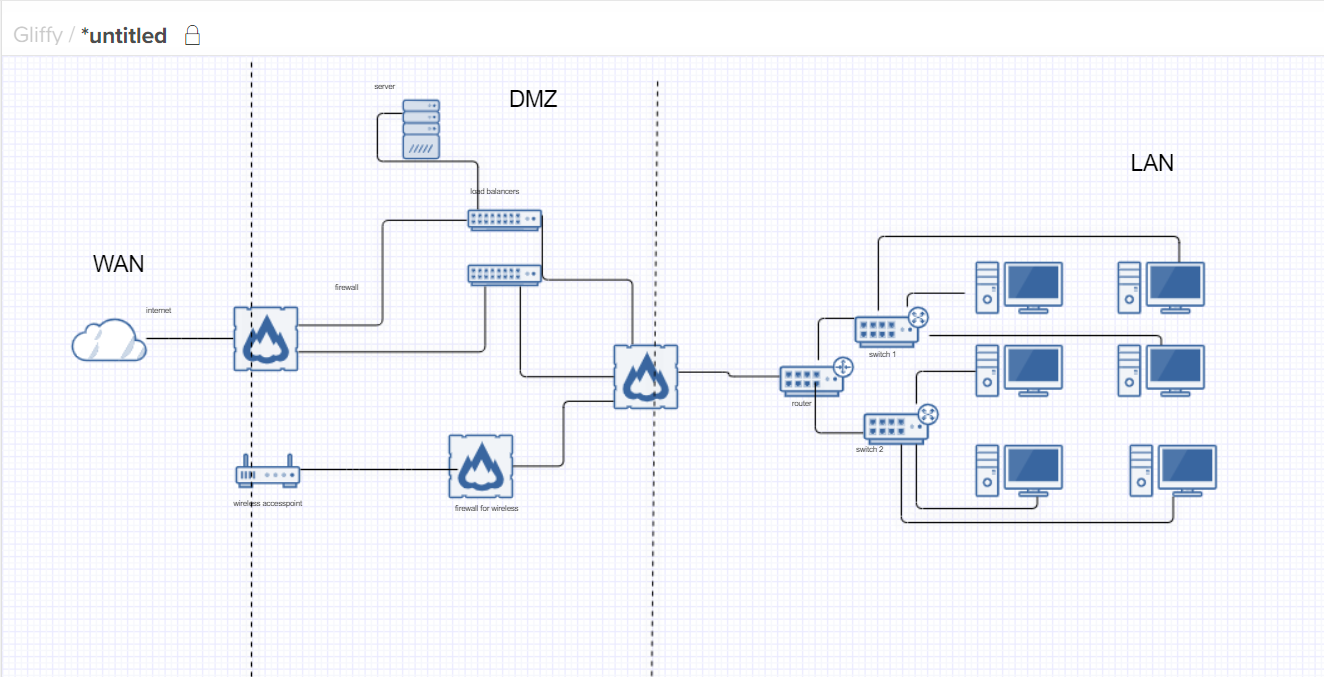 Gliffy / *untitled
server
DMZ
LAN
load balancers
WAN
firewall
internet
switch 1
router
switch 2
wireless accesspoint
firewall for wireless